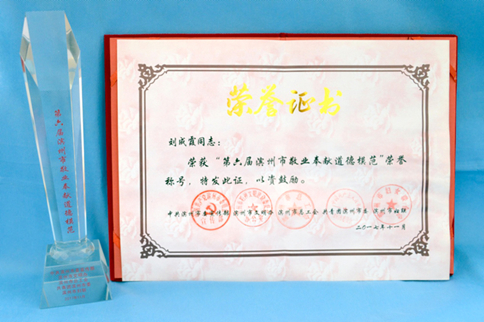 第六届滨州市敬业奉献道德模范
荣誉证书
刘成霞同志：
荣获“第六届滨州市敬业奉献道德模范”荣誉
称号，特发此证，以资鼓励。
中共滨州市委宣传部 滨州市文明办 滨州市总工会 共青团滨州市委 滨州市妇联
二〇一七年十一月